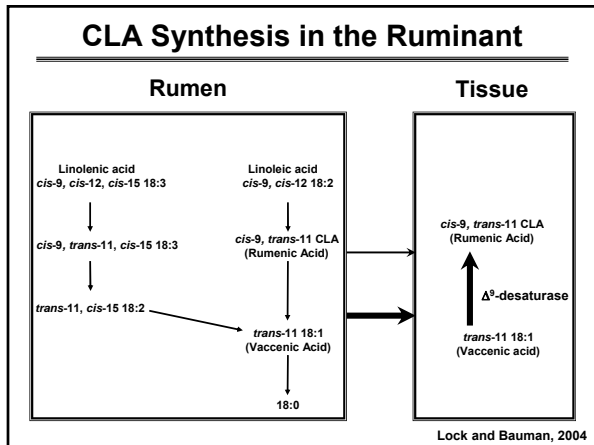 CLA Synthesis in the Ruminant
Rumen
Tissue
Linolenic acid
cis-9, cis-12, cis-15 18:3
cis-9, trans-11, cis-15 18:3
trans-11, cis-15 18:2
Linoleic acid
cis-9, cis-12 18:2
cis-9, trans-11 CLA
(Rumenic Acid)
trans-11 18:1
(Vaccenic Acid)
18:0
cis-9, trans-11 CLA
(Rumenic Acid)
Δ⁹-desaturase
trans-11 18:1
(Vaccenic acid)
Lock and Bauman, 2004